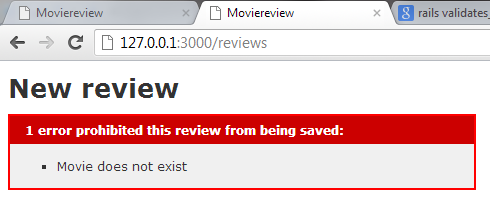 Moviereview
Moviereview
rails validates_
127.0.0.1:3000/reviews
New review
1 error prohibited this review from being saved:
Movie does not exist